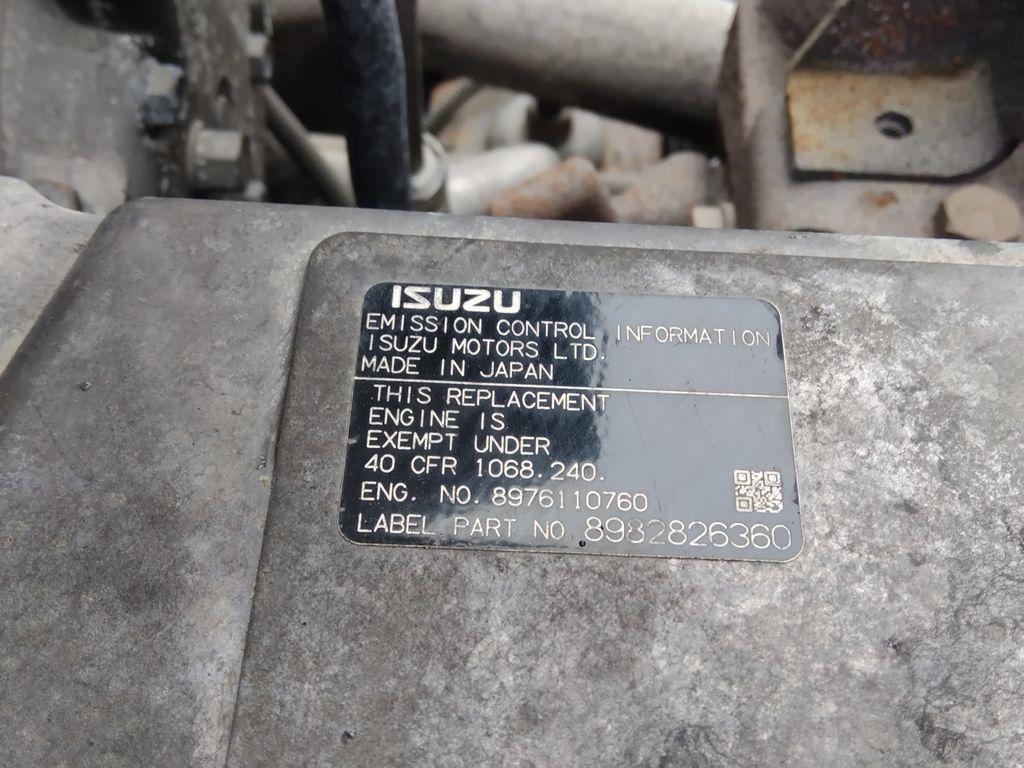 ISUZU
EMISSION CONTROL INFORMATION
ISUZU MOTORS LTD.
MADE IN JAPAN
THIS REPLACEMENT
ENGINE IS
EXEMPT UNDER
40 CFR 1068.240.
ENG. NO. 8976110760
LABEL PART NO 8982826360